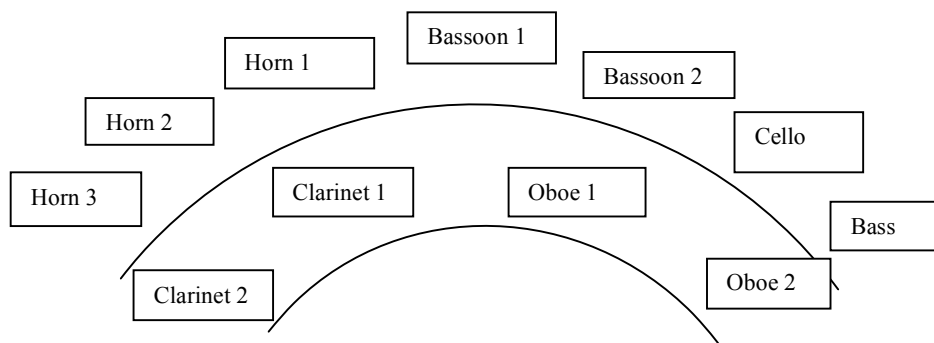 Bassoon 1
Horn 1
Bassoon 2
Horn 2
Cello
Horn 3
Clarinet 1
Oboe 1
Bass
Clarinet 2
Oboe 2